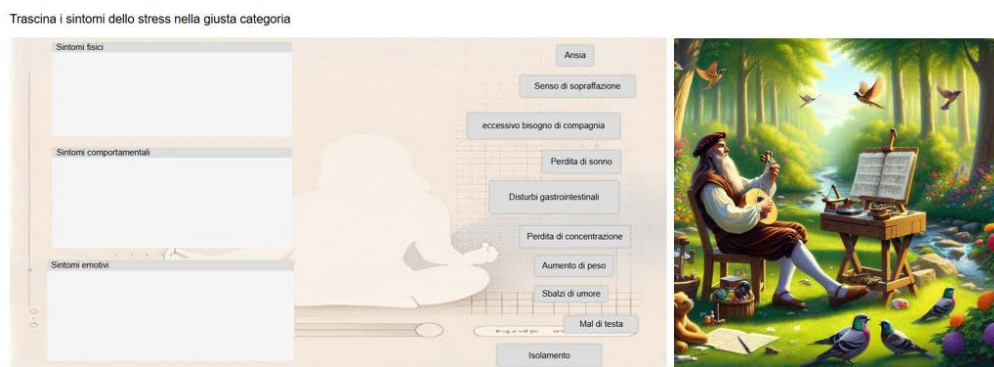 Trascina i sintomi dello stress nella giusta categoria
Sintomi fisici
Sintomi comportamentali
Sintomi emotivi
Ansia
Senso di sopraffazione
eccessivo bisogno di compagnia
Perdita di sonno
Disturbi gastrointestinali
Perdita di concentrazione
Aumento di peso
Sbalzi di umore
Mal di testa
Isolamento